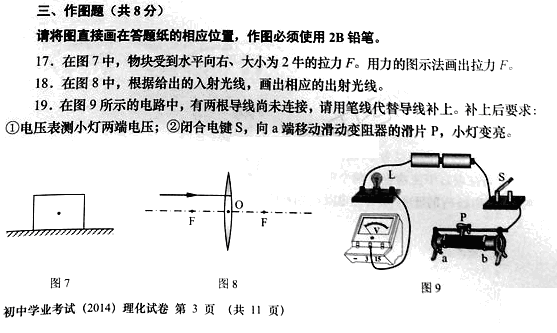 三、作图题（共 8 分）
请将图直接画在答题纸的相应位置，作图必须使用 2B 铅笔。
17．在图 7 中，物块受到水平向右、大小为 2 牛的拉力 F。用力的图示法画出拉力 F。
18．在图 8 中，根据给出的入射光线，画出相应的出射光线。
19．在图 9 所示的电路中，有两根导线尚未连接，请用笔线代替导线补上。补上后要求：
①电压表测小灯两端电压；②闭合电键 S，向 a 端移动滑动变阻器的滑片 P，小灯变亮。
L
S
O
F
F
V
P
a
b
- 3 15
图 7
图 8
图 9
初中学业考试（2014）理化试卷 第 3 页 （共 11 页）